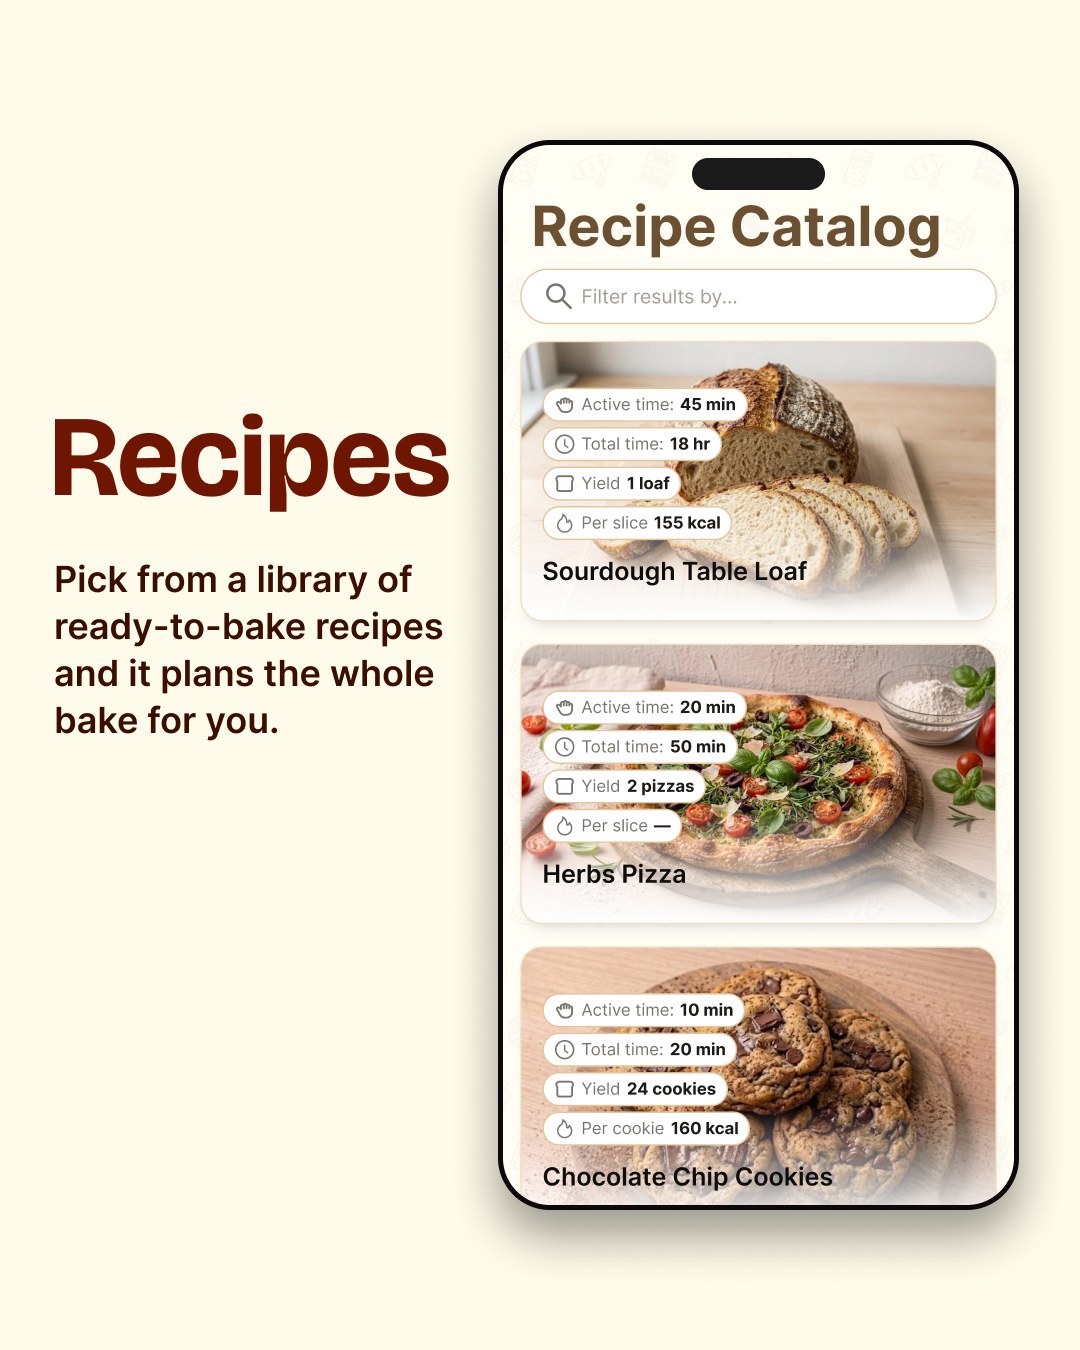 Recipes
Pick from a library of
ready-to-bake recipes
and it plans the whole
bake for you.
Recipe Catalog
Filter results by...
Active time: 45 min
Total time: 18 hr
Yield 1 loaf
Per slice 155 kcal
Sourdough Table Loaf
Active time: 20 min
Total time: 50 min
Yield 2 pizzas
Per slice —
Herbs Pizza
Active time: 10 min
Total time: 20 min
Yield 24 cookies
Per cookie 160 kcal
Chocolate Chip Cookies